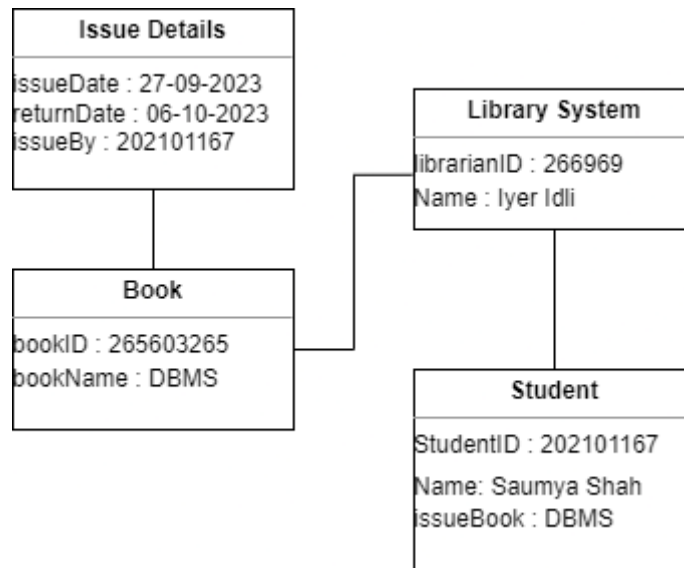 Issue Details
issueDate : 27-09-2023
returnDate : 06-10-2023
issueBy : 202101167
Library System
librarianID : 266969
Name : Iyer Idli
Book
bookID : 265603265
bookName : DBMS
Student
StudentID : 202101167
Name: Saumya Shah
issueBook : DBMS